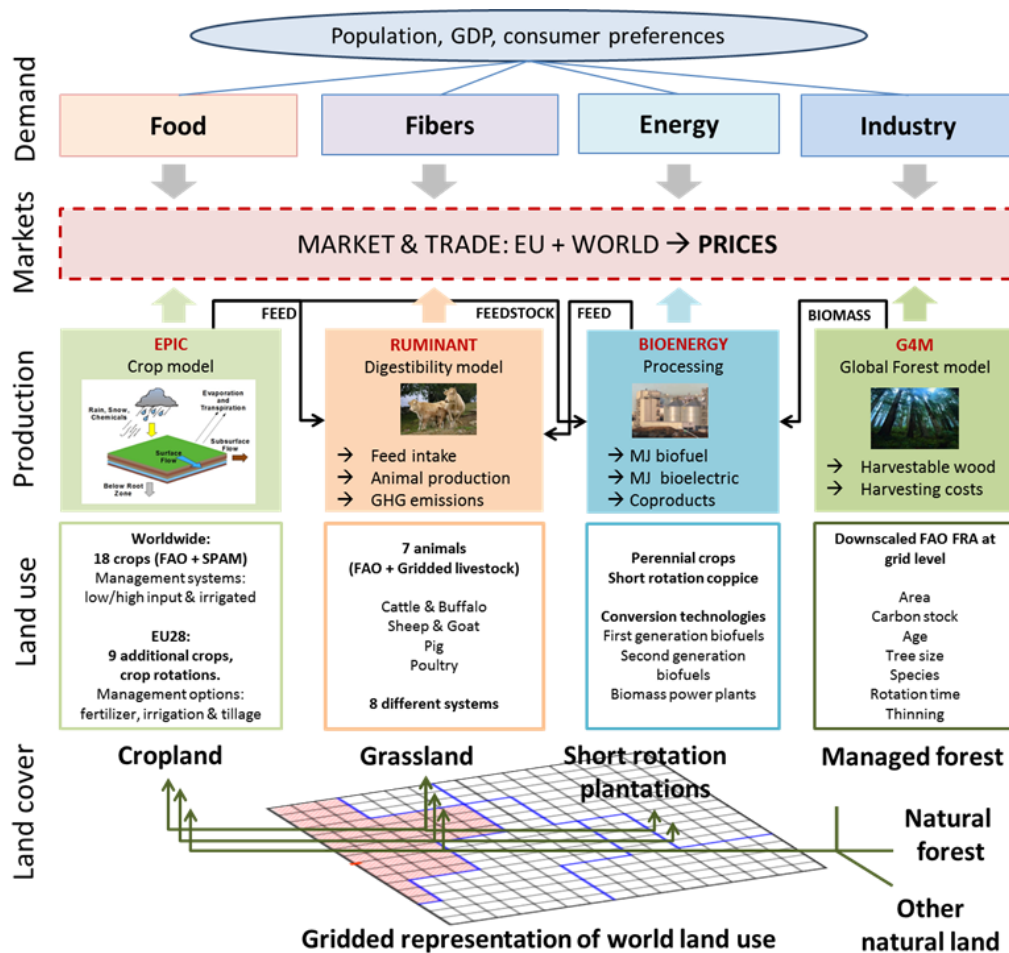 Population, GDP, consumer preferences
Demand
Food
Fibers
Energy
Industry
Markets
MARKET & TRADE: EU + WORLD → PRICES
Production
FEED
FEEDSTOCK
FEED
BIOMASS
EPIC
Crop model
Rain, Snow,
Chemicals
Evaporation
and
Transpiration
Surface
Flow
Subsurface
Flow
Below Root
Zone
RUMINANT
Digestibility model
→ Feed intake
→ Animal production
→ GHG emissions
BIOENERGY
Processing
→ MJ biofuel
→ MJ bioelectric
→ Coproducts
G4M
Global Forest model
→ Harvestable wood
→ Harvesting costs
Land use
Worldwide:
18 crops (FAO + SPAM)
Management systems:
low/high input & irrigated
EU28:
9 additional crops,
crop rotations.
Management options:
fertilizer, irrigation & tillage
7 animals
(FAO + Gridded livestock)
Cattle & Buffalo
Sheep & Goat
Pig
Poultry
8 different systems
Perennial crops
Short rotation coppice
Conversion technologies
First generation biofuels
Second generation
biofuels
Biomass power plants
Downscaled FAO FRA at
grid level
Area
Carbon stock
Age
Tree size
Species
Rotation time
Thinning
Land cover
Cropland
Grassland
Short rotation
plantations
Managed forest
Natural
forest
Other
natural land
Gridded representation of world land use